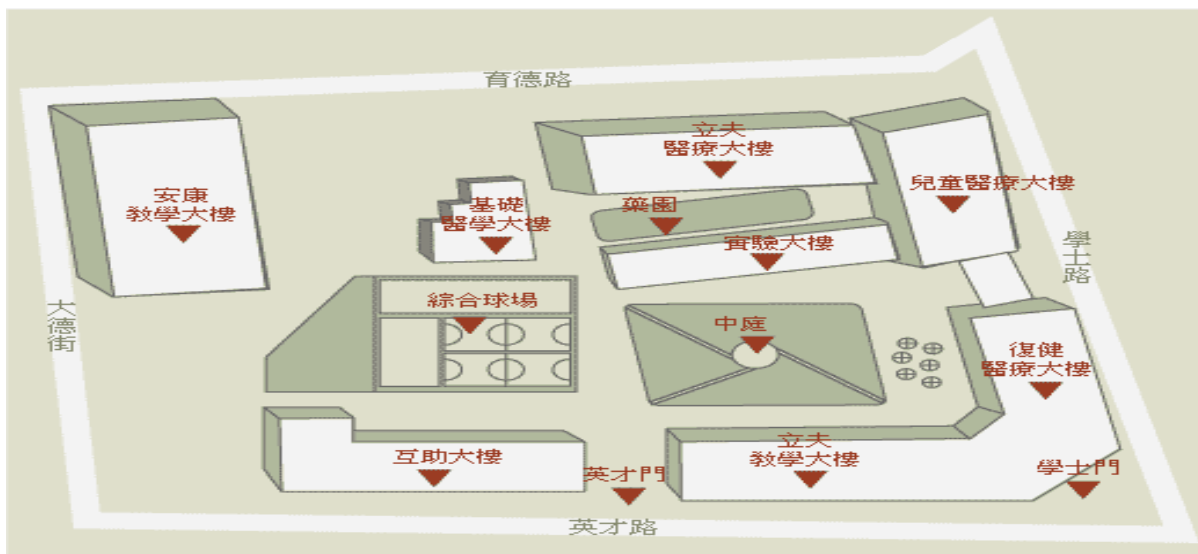 育德路
立夫
醫療大樓
安康
教學大樓
兒童醫療大樓
基礎
醫學大樓
藥園
實驗大樓
學士路
大德街
綜合球場
中庭
復健
醫療大樓
立夫
教學大樓
互助大樓
英才門
學士門
英才路